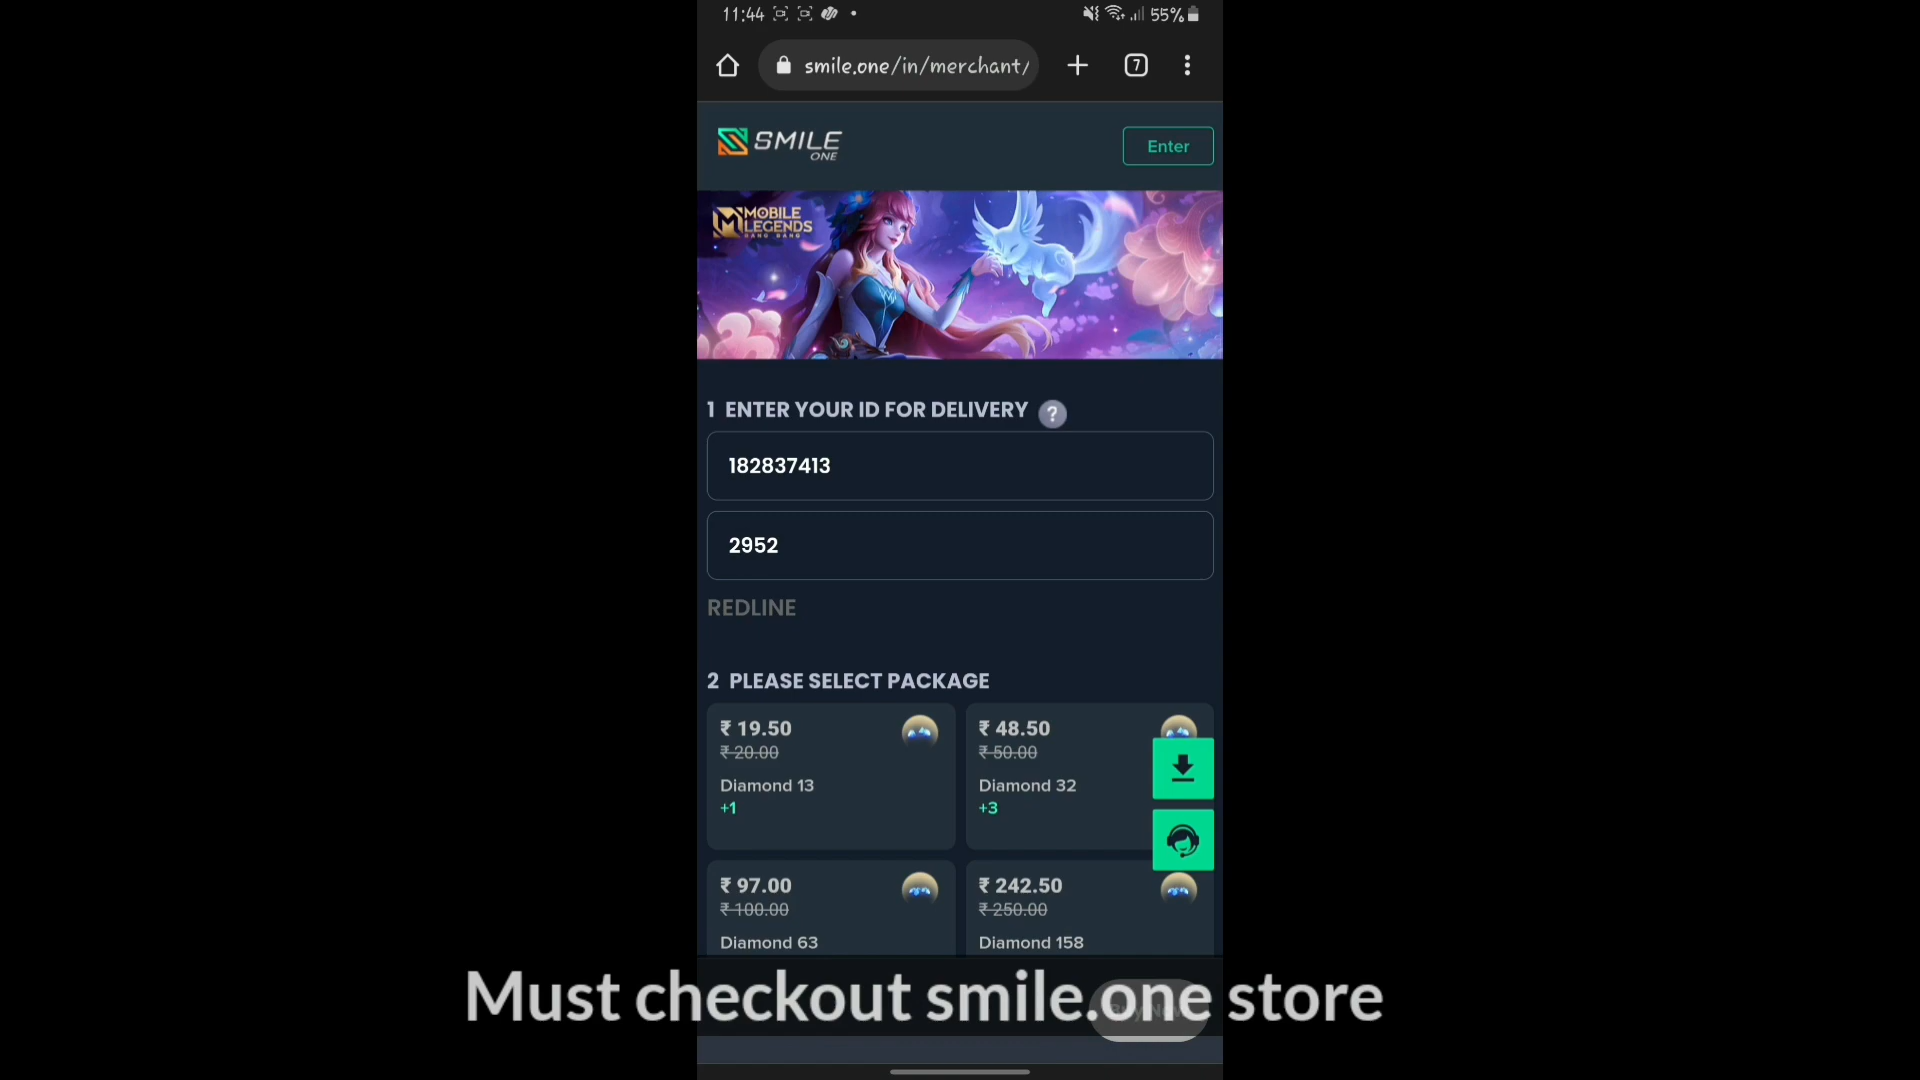 11:44
55%
smile.one/in/merchant/
7
SMILE
ONE
Enter
MOBILE
LEGENDS
BANG BANG
1 ENTER YOUR ID FOR DELIVERY ?
182837413
2952
REDLINE
2 PLEASE SELECT PACKAGE
₹ 19.50
₹ 20.00
Diamond 13
+1
₹ 48.50
₹ 50.00
Diamond 32
+3
₹ 97.00
₹ 100.00
Diamond 63
₹ 242.50
₹ 250.00
Diamond 158
Must checkout smile.one store